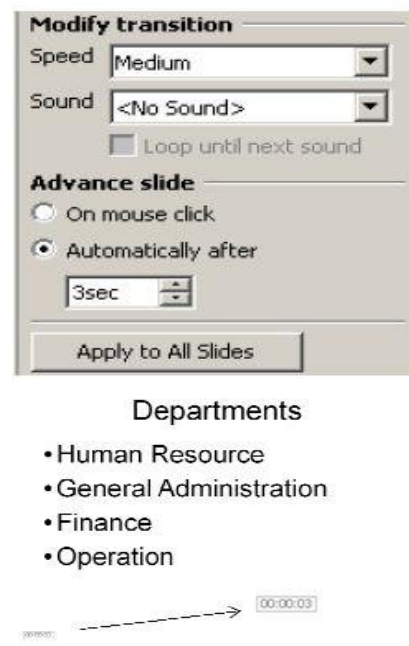 Modify transition
Speed Medium
Sound <No Sound>
Loop until next sound
Advance slide
On mouse click
Automatically after
3sec
Apply to All Slides
Departments
•Human Resource
•General Administration
•Finance
•Operation
00:00:03